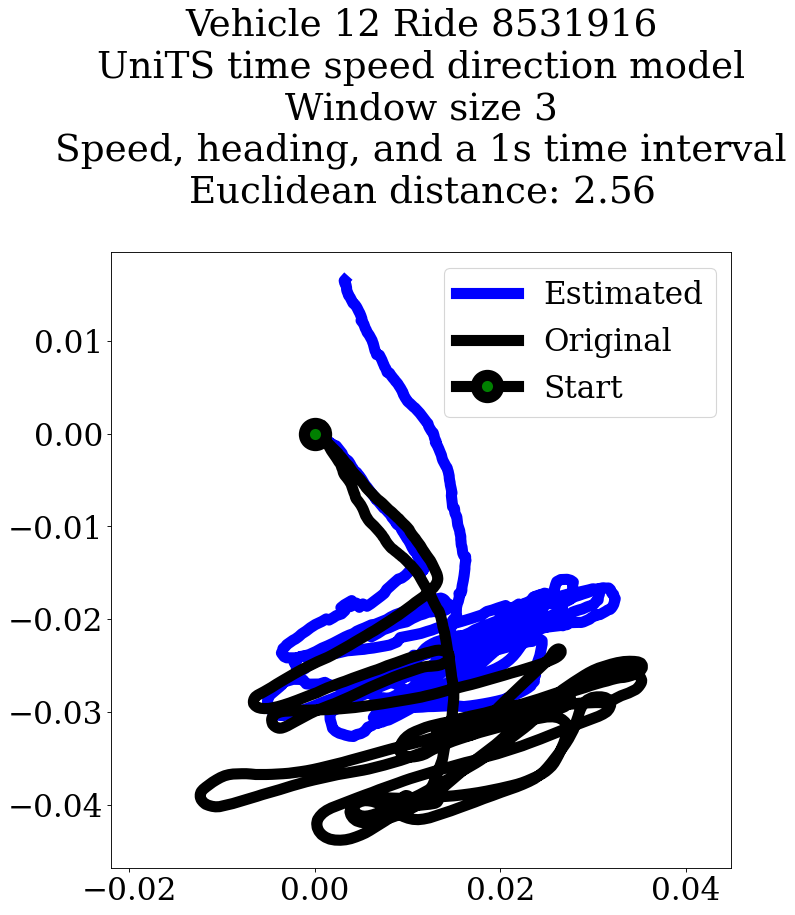 Vehicle 12 Ride 8531916
UniTS time speed direction model
Window size 3
Speed, heading, and a 1s time interval
Euclidean distance: 2.56
Estimated
Original
Start
0.01
0.00
−0.01
−0.02
−0.03
−0.04
−0.02
0.00
0.02
0.04